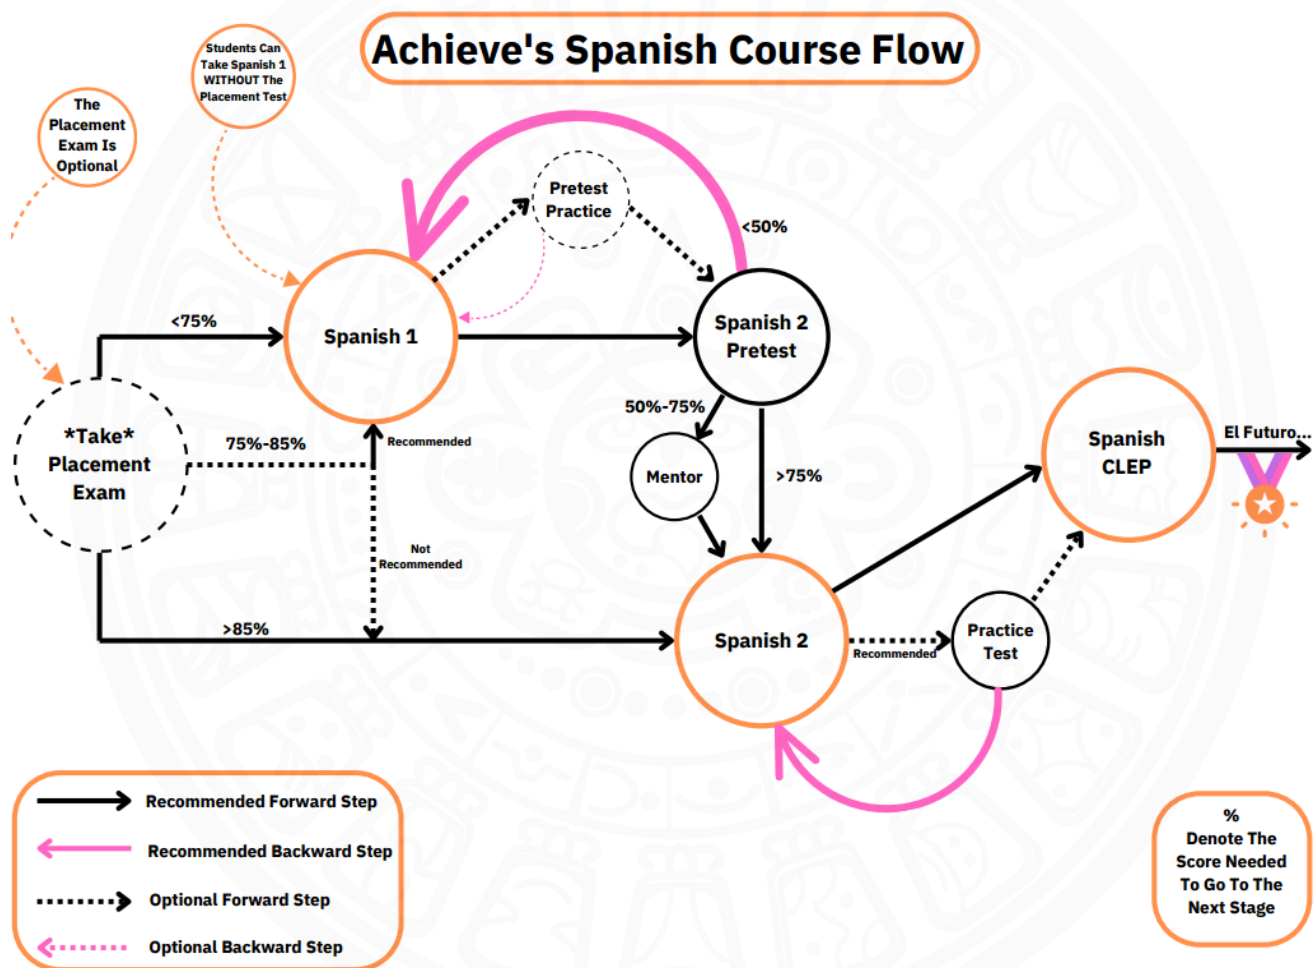 Achieve's Spanish Course Flow
Students Can
Take Spanish 1
WITHOUT The
Placement Test
The
Placement
Exam Is
Optional
Pretest
Practice
<50%
<75%
Spanish 1
Spanish 2
Pretest
50%-75%
Mentor
>75%
*Take*
Placement
Exam
75%-85%
Recommended
Not
Recommended
>85%
Spanish 2
Recommended
Practice
Test
Spanish
CLEP
El Futuro...
Recommended Forward Step
Recommended Backward Step
Optional Forward Step
Optional Backward Step
%
Denote The
Score Needed
To Go To The
Next Stage